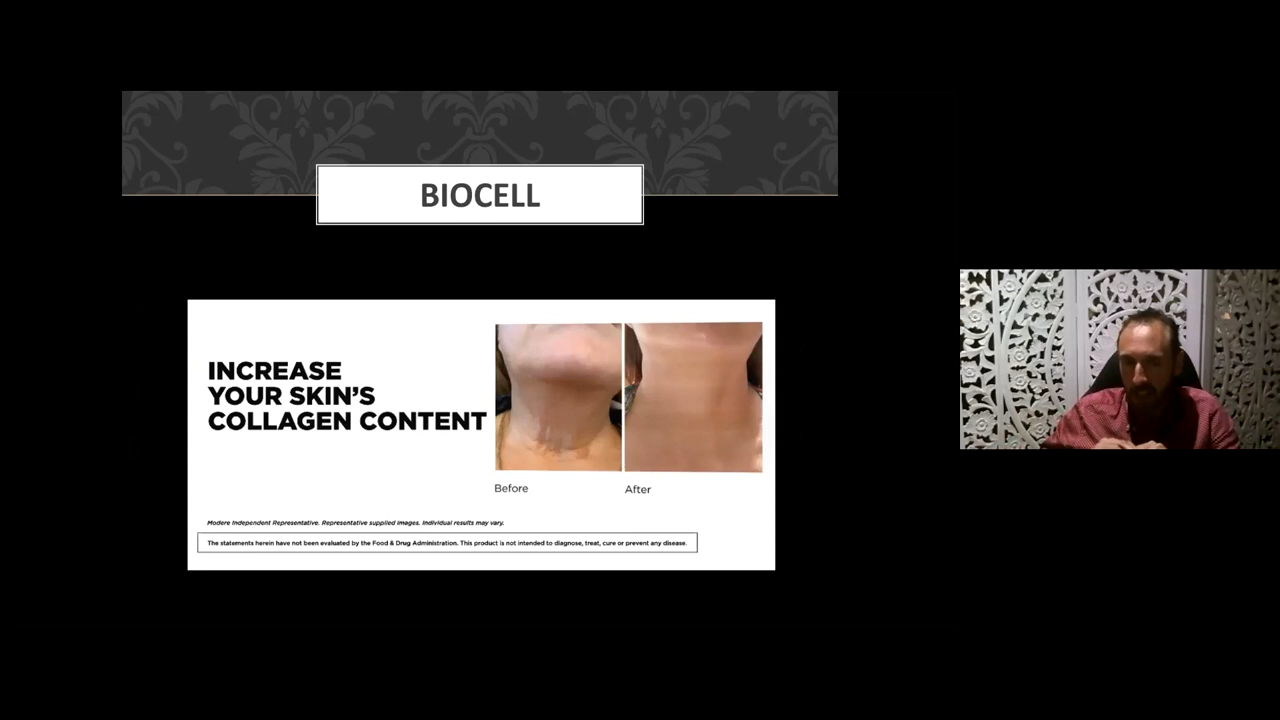 BIOCELL
INCREASE
YOUR SKIN'S
COLLAGEN CONTENT
Before
After
Modere Independent Representative. Representative supplied images. Individual results may vary.
The statements herein have not been evaluated by the Food & Drug Administration. This product is not intended to diagnose, treat, cure or prevent any disease.